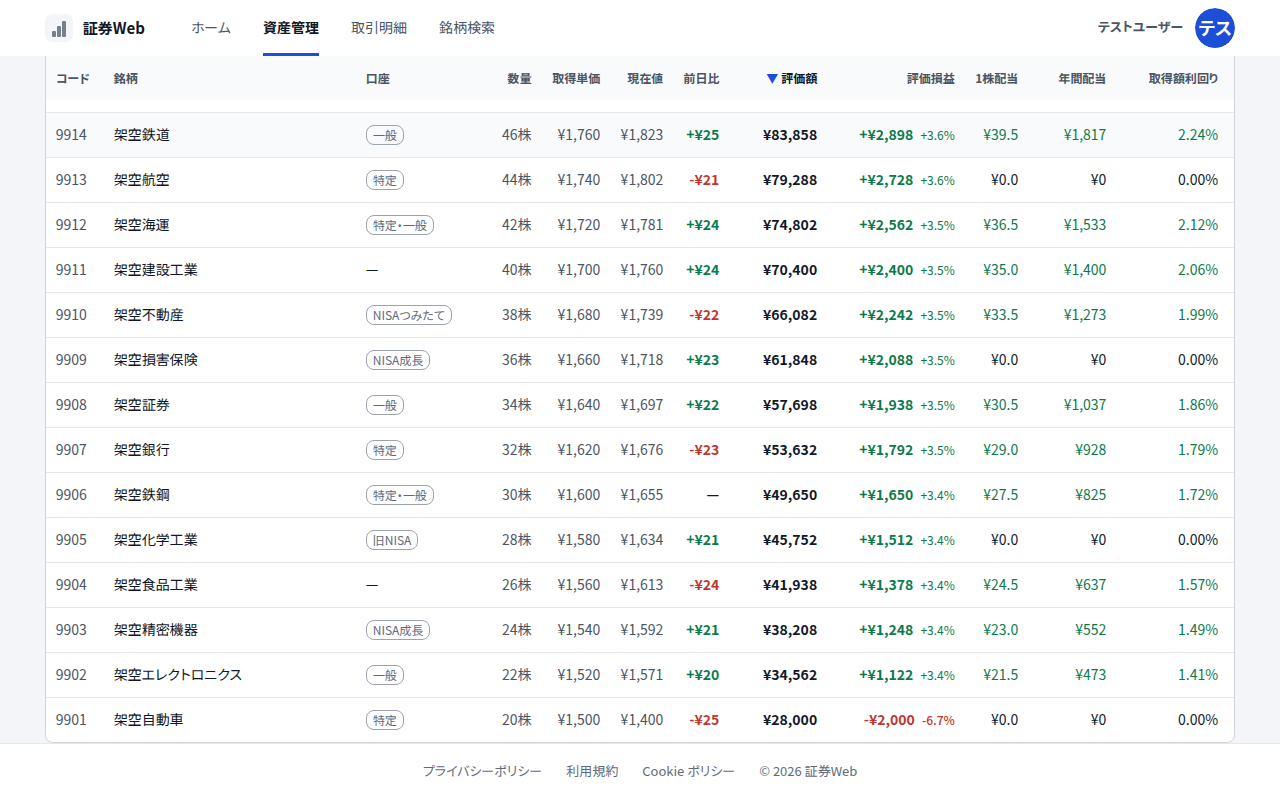 証券Web ホーム 資産管理 取引明細 銘柄検索 テストユーザー テス
コード 銘柄 口座 数量 取得単価 現在値 前日比 ▼評価額 評価損益 1株配当 年間配当 取得額利回り
9914 架空鉄道 一般 46株 ¥1,760 ¥1,823 +¥25 ¥83,858 +¥2,898 +3.6% ¥39.5 ¥1,817 2.24%
9913 架空航空 特定 44株 ¥1,740 ¥1,802 -¥21 ¥79,288 +¥2,728 +3.6% ¥0.0 ¥0 0.00%
9912 架空海運 特定・一般 42株 ¥1,720 ¥1,781 +¥24 ¥74,802 +¥2,562 +3.5% ¥36.5 ¥1,533 2.12%
9911 架空建設工業 — 40株 ¥1,700 ¥1,760 +¥24 ¥70,400 +¥2,400 +3.5% ¥35.0 ¥1,400 2.06%
9910 架空不動産 NISAつみたて 38株 ¥1,680 ¥1,739 -¥22 ¥66,082 +¥2,242 +3.5% ¥33.5 ¥1,273 1.99%
9909 架空損害保険 NISA成長 36株 ¥1,660 ¥1,718 +¥23 ¥61,848 +¥2,088 +3.5% ¥0.0 ¥0 0.00%
9908 架空証券 一般 34株 ¥1,640 ¥1,697 +¥22 ¥57,698 +¥1,938 +3.5% ¥30.5 ¥1,037 1.86%
9907 架空銀行 特定 32株 ¥1,620 ¥1,676 -¥23 ¥53,632 +¥1,792 +3.5% ¥29.0 ¥928 1.79%
9906 架空鉄鋼 特定・一般 30株 ¥1,600 ¥1,655 — ¥49,650 +¥1,650 +3.4% ¥27.5 ¥825 1.72%
9905 架空化学工業 旧NISA 28株 ¥1,580 ¥1,634 +¥21 ¥45,752 +¥1,512 +3.4% ¥0.0 ¥0 0.00%
9904 架空食品工業 — 26株 ¥1,560 ¥1,613 -¥24 ¥41,938 +¥1,378 +3.4% ¥24.5 ¥637 1.57%
9903 架空精密機器 NISA成長 24株 ¥1,540 ¥1,592 +¥21 ¥38,208 +¥1,248 +3.4% ¥23.0 ¥552 1.49%
9902 架空エレクトロニクス 一般 22株 ¥1,520 ¥1,571 +¥20 ¥34,562 +¥1,122 +3.4% ¥21.5 ¥473 1.41%
9901 架空自動車 特定 20株 ¥1,500 ¥1,400 -¥25 ¥28,000 -¥2,000 -6.7% ¥0.0 ¥0 0.00%
プライバシーポリシー 利用規約 Cookie ポリシー © 2026 証券Web